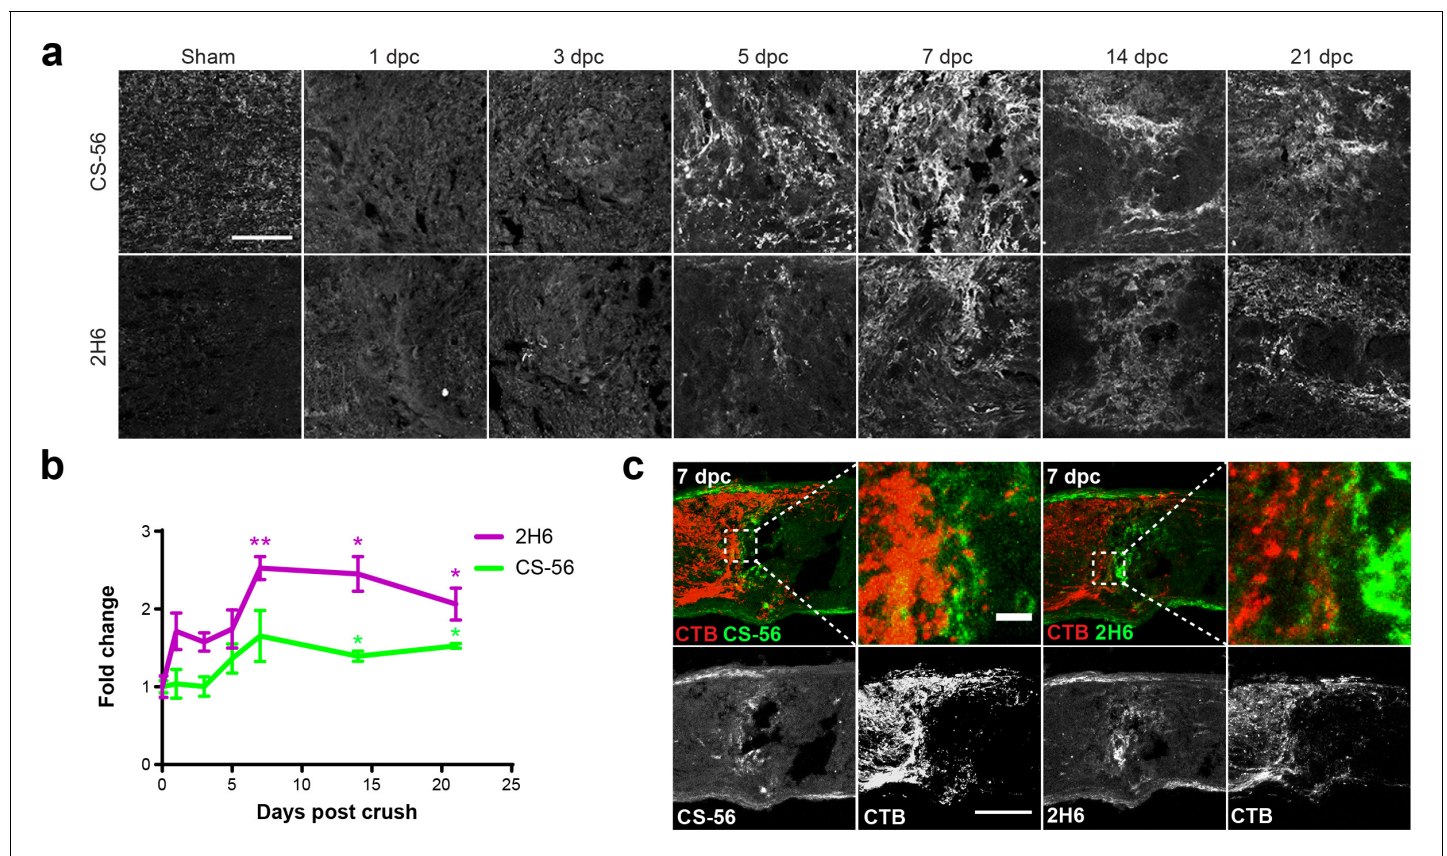 a
Sham 1 dpc 3 dpc 5 dpc 7 dpc 14 dpc 21 dpc
CS-56
2H6
b
3
2
1
0
0 5 10 15 20 25
Fold change
Days post crush
** * *
* *
2H6
CS-56
c
7 dpc 7 dpc
CTB CS-56 CTB 2H6
CS-56 CTB 2H6 CTB